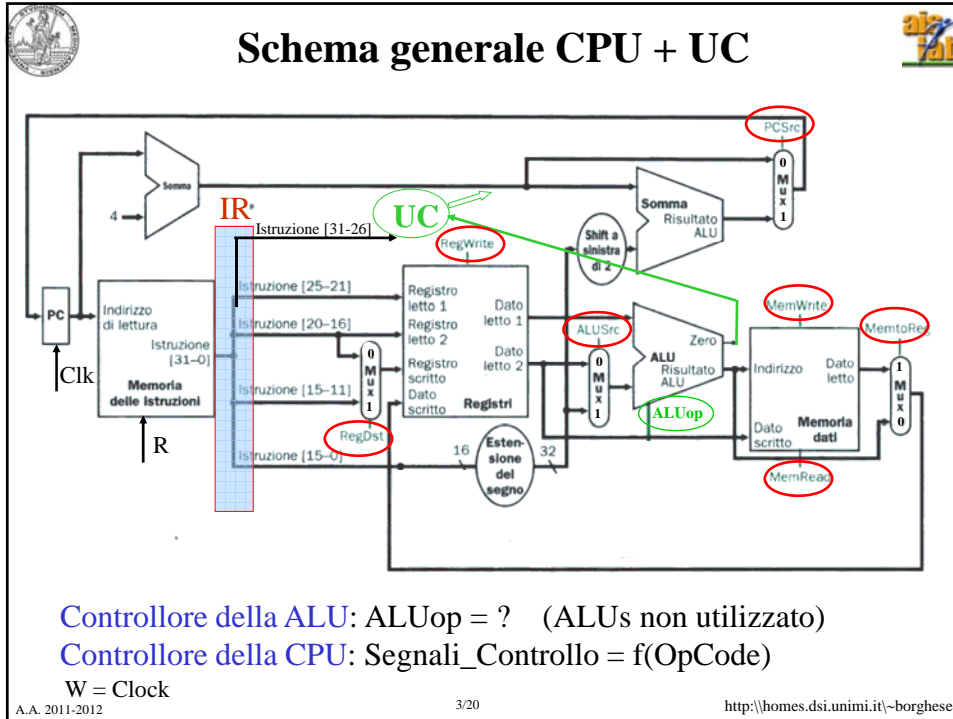 Schema generale CPU + UC
PCSrc
0
M
u
x
1
Somma
4
IR
Istruzione [31-26]
UC
Somma
Risultato
ALU
Shift a
sinistra
di 2
RegWrite
PC
Clk
Indirizzo
di lettura
Istruzione
[31–0]
Memoria
delle istruzioni
R
Istruzione [25–21]
Istruzione [20–16]
Istruzione [15–11]
Istruzione [15–0]
0
M
u
x
1
RegDst
Registro
letto 1
Registro
letto 2
Registro
scritto
Dato
scritto
Dato
letto 1
Dato
letto 2
Registri
16
Esten-
sione
del
segno
32
ALUSrc
0
M
u
x
1
Zero
ALU
Risultato
ALU
ALUop
MemWrite
Indirizzo
Dato
letto
Dato
scritto
Memoria
dati
MemRead
MemtoReg
1
M
u
x
0
Controllore della ALU: ALUop = ? (ALUs non utilizzato)
Controllore della CPU: Segnali_Controllo = f(OpCode)
W = Clock
A.A. 2011-2012
3/20
http:\\homes.dsi.unimi.it\~borghese